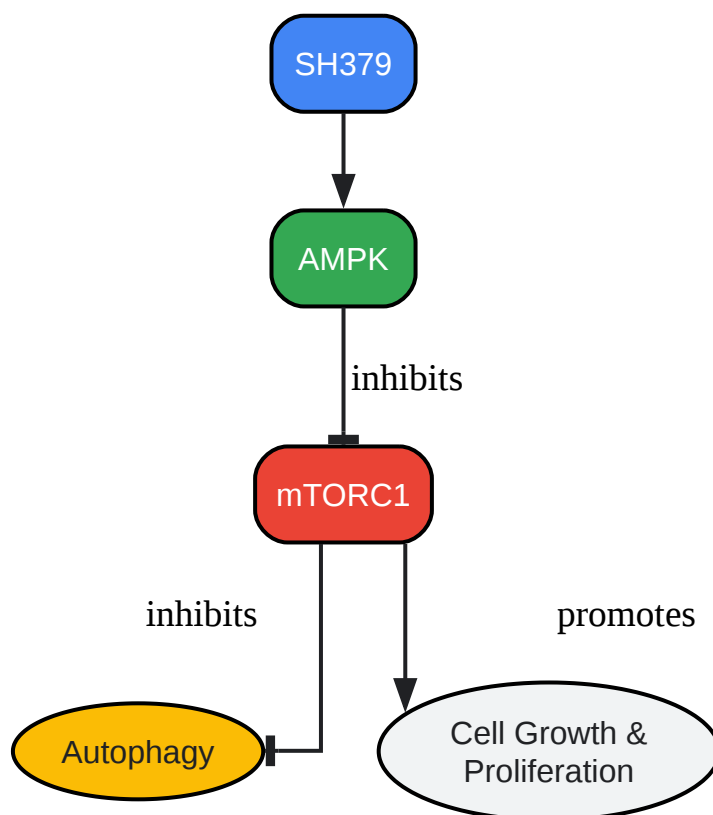 SH379
AMPK
inhibits
mTORC1
inhibits
promotes
Autophagy
Cell Growth &
Proliferation